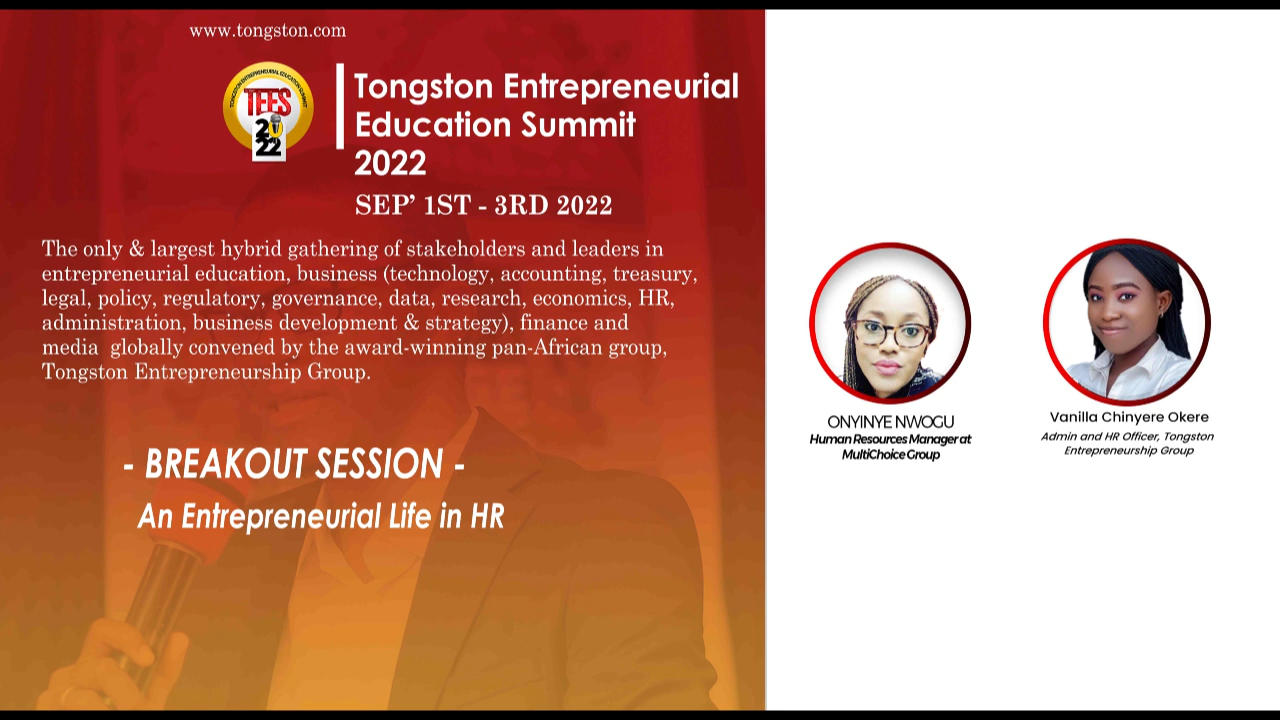 www.tongston.com
TONGSTON ENTREPRENEURIAL EDUCATION SUMMIT
TEES
2022
Tongston Entrepreneurial
Education Summit
2022
SEP’ 1ST - 3RD 2022
The only & largest hybrid gathering of stakeholders and leaders in
entrepreneurial education, business (technology, accounting, treasury,
legal, policy, regulatory, governance, data, research, economics, HR,
administration, business development & strategy), finance and
media globally convened by the award-winning pan-African group,
Tongston Entrepreneurship Group.
- BREAKOUT SESSION -
An Entrepreneurial Life in HR
ONYINYE NWOGU
Human Resources Manager at
MultiChoice Group
Vanilla Chinyere Okere
Admin and HR Officer, Tongston
Entrepreneurship Group